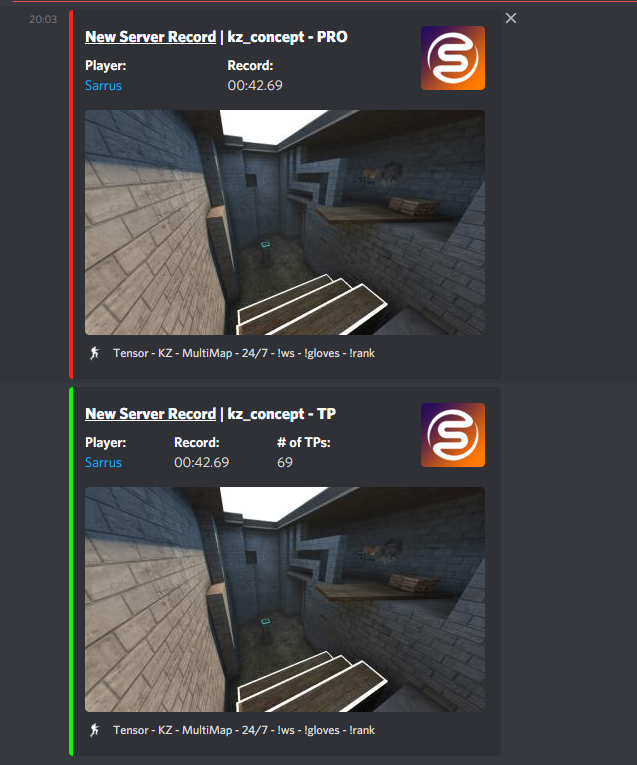 20:03
New Server Record | kz_concept - PRO
Player: Record:
Sarrus 00:42.69
Tensor - KZ - MultiMap - 24/7 - !ws - !gloves - !rank
New Server Record | kz_concept - TP
Player: Record: # of TPs:
Sarrus 00:42.69 69
Tensor - KZ - MultiMap - 24/7 - !ws - !gloves - !rank